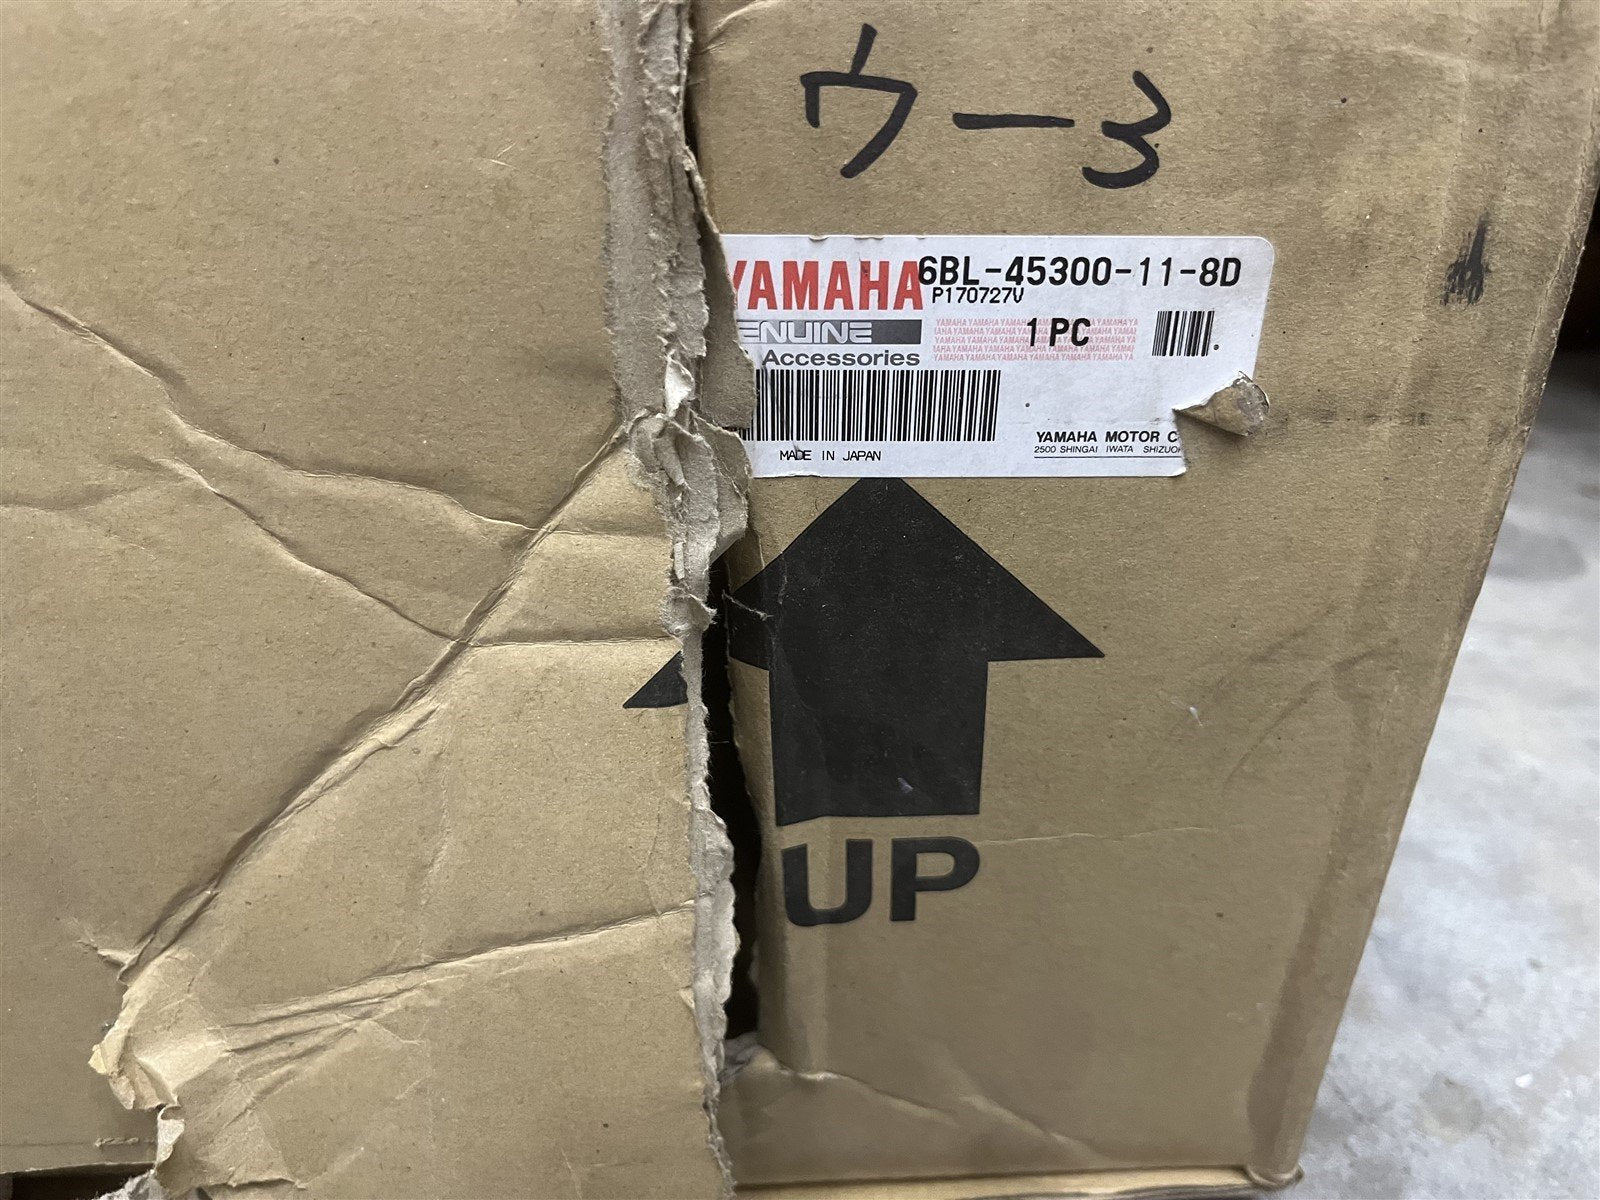 ウ-3
YAMAHA 6BL-45300-11-8D
P170727V
ENUINE
1PC
Accessories
MADE IN JAPAN
YAMAHA MOTOR C
2500 SHINGAI IWATA SHIZUO
UP